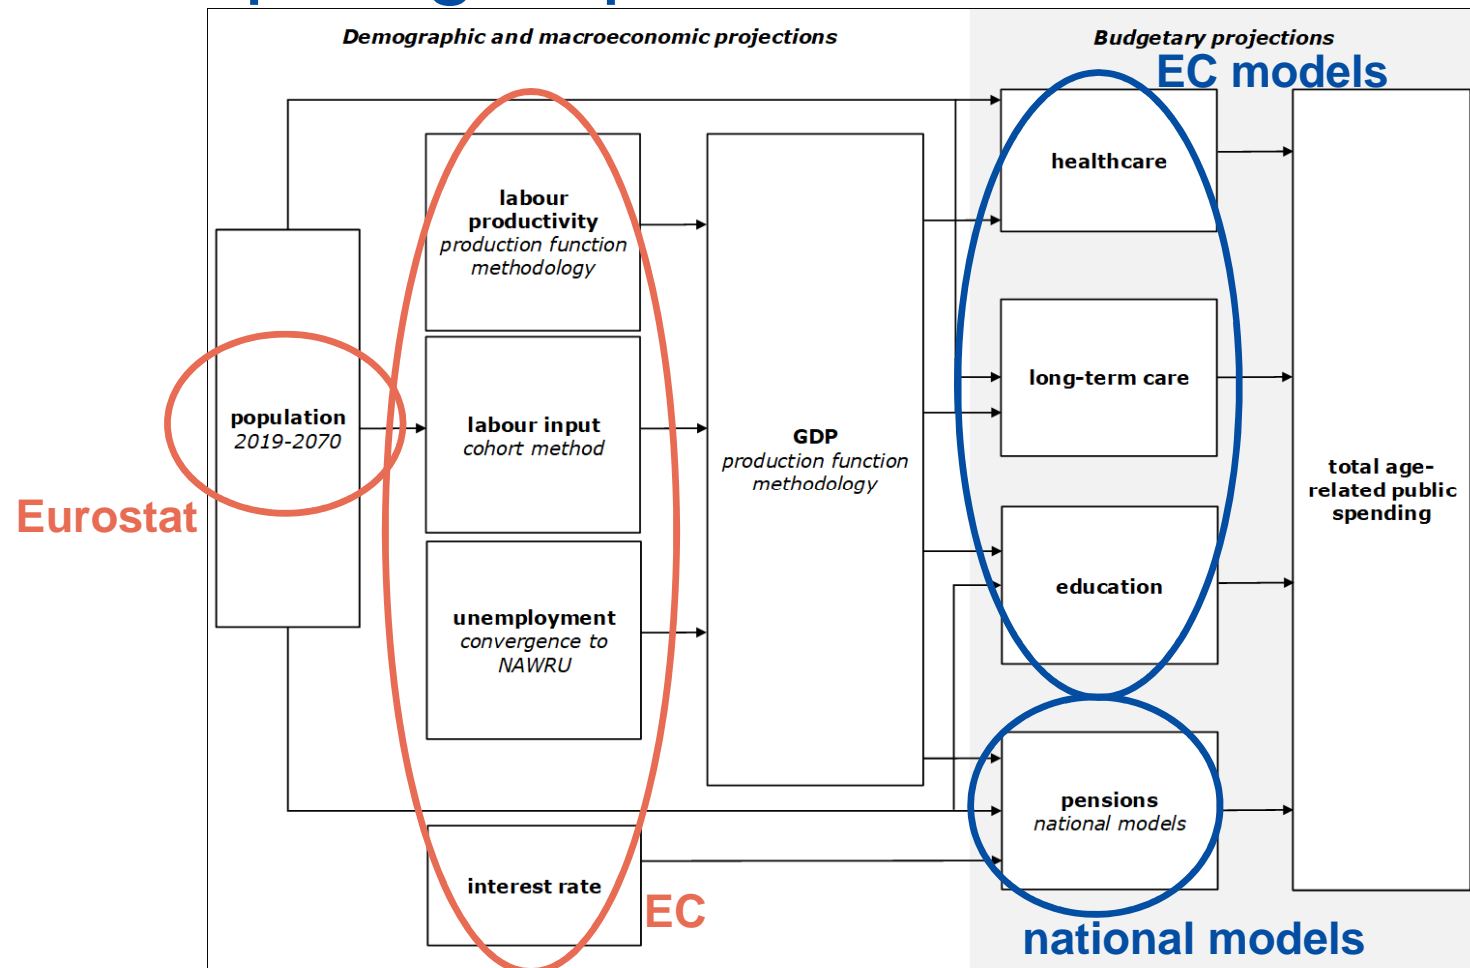 Demographic and macroeconomic projections
Budgetary projections
EC models
healthcare
labour
productivity
production function
methodology
long-term care
population
2019-2070
labour input
cohort method
GDP
production function
methodology
total age-
related public
spending
Eurostat
education
unemployment
convergence to
NAWRU
pensions
national models
interest rate
EC
national models